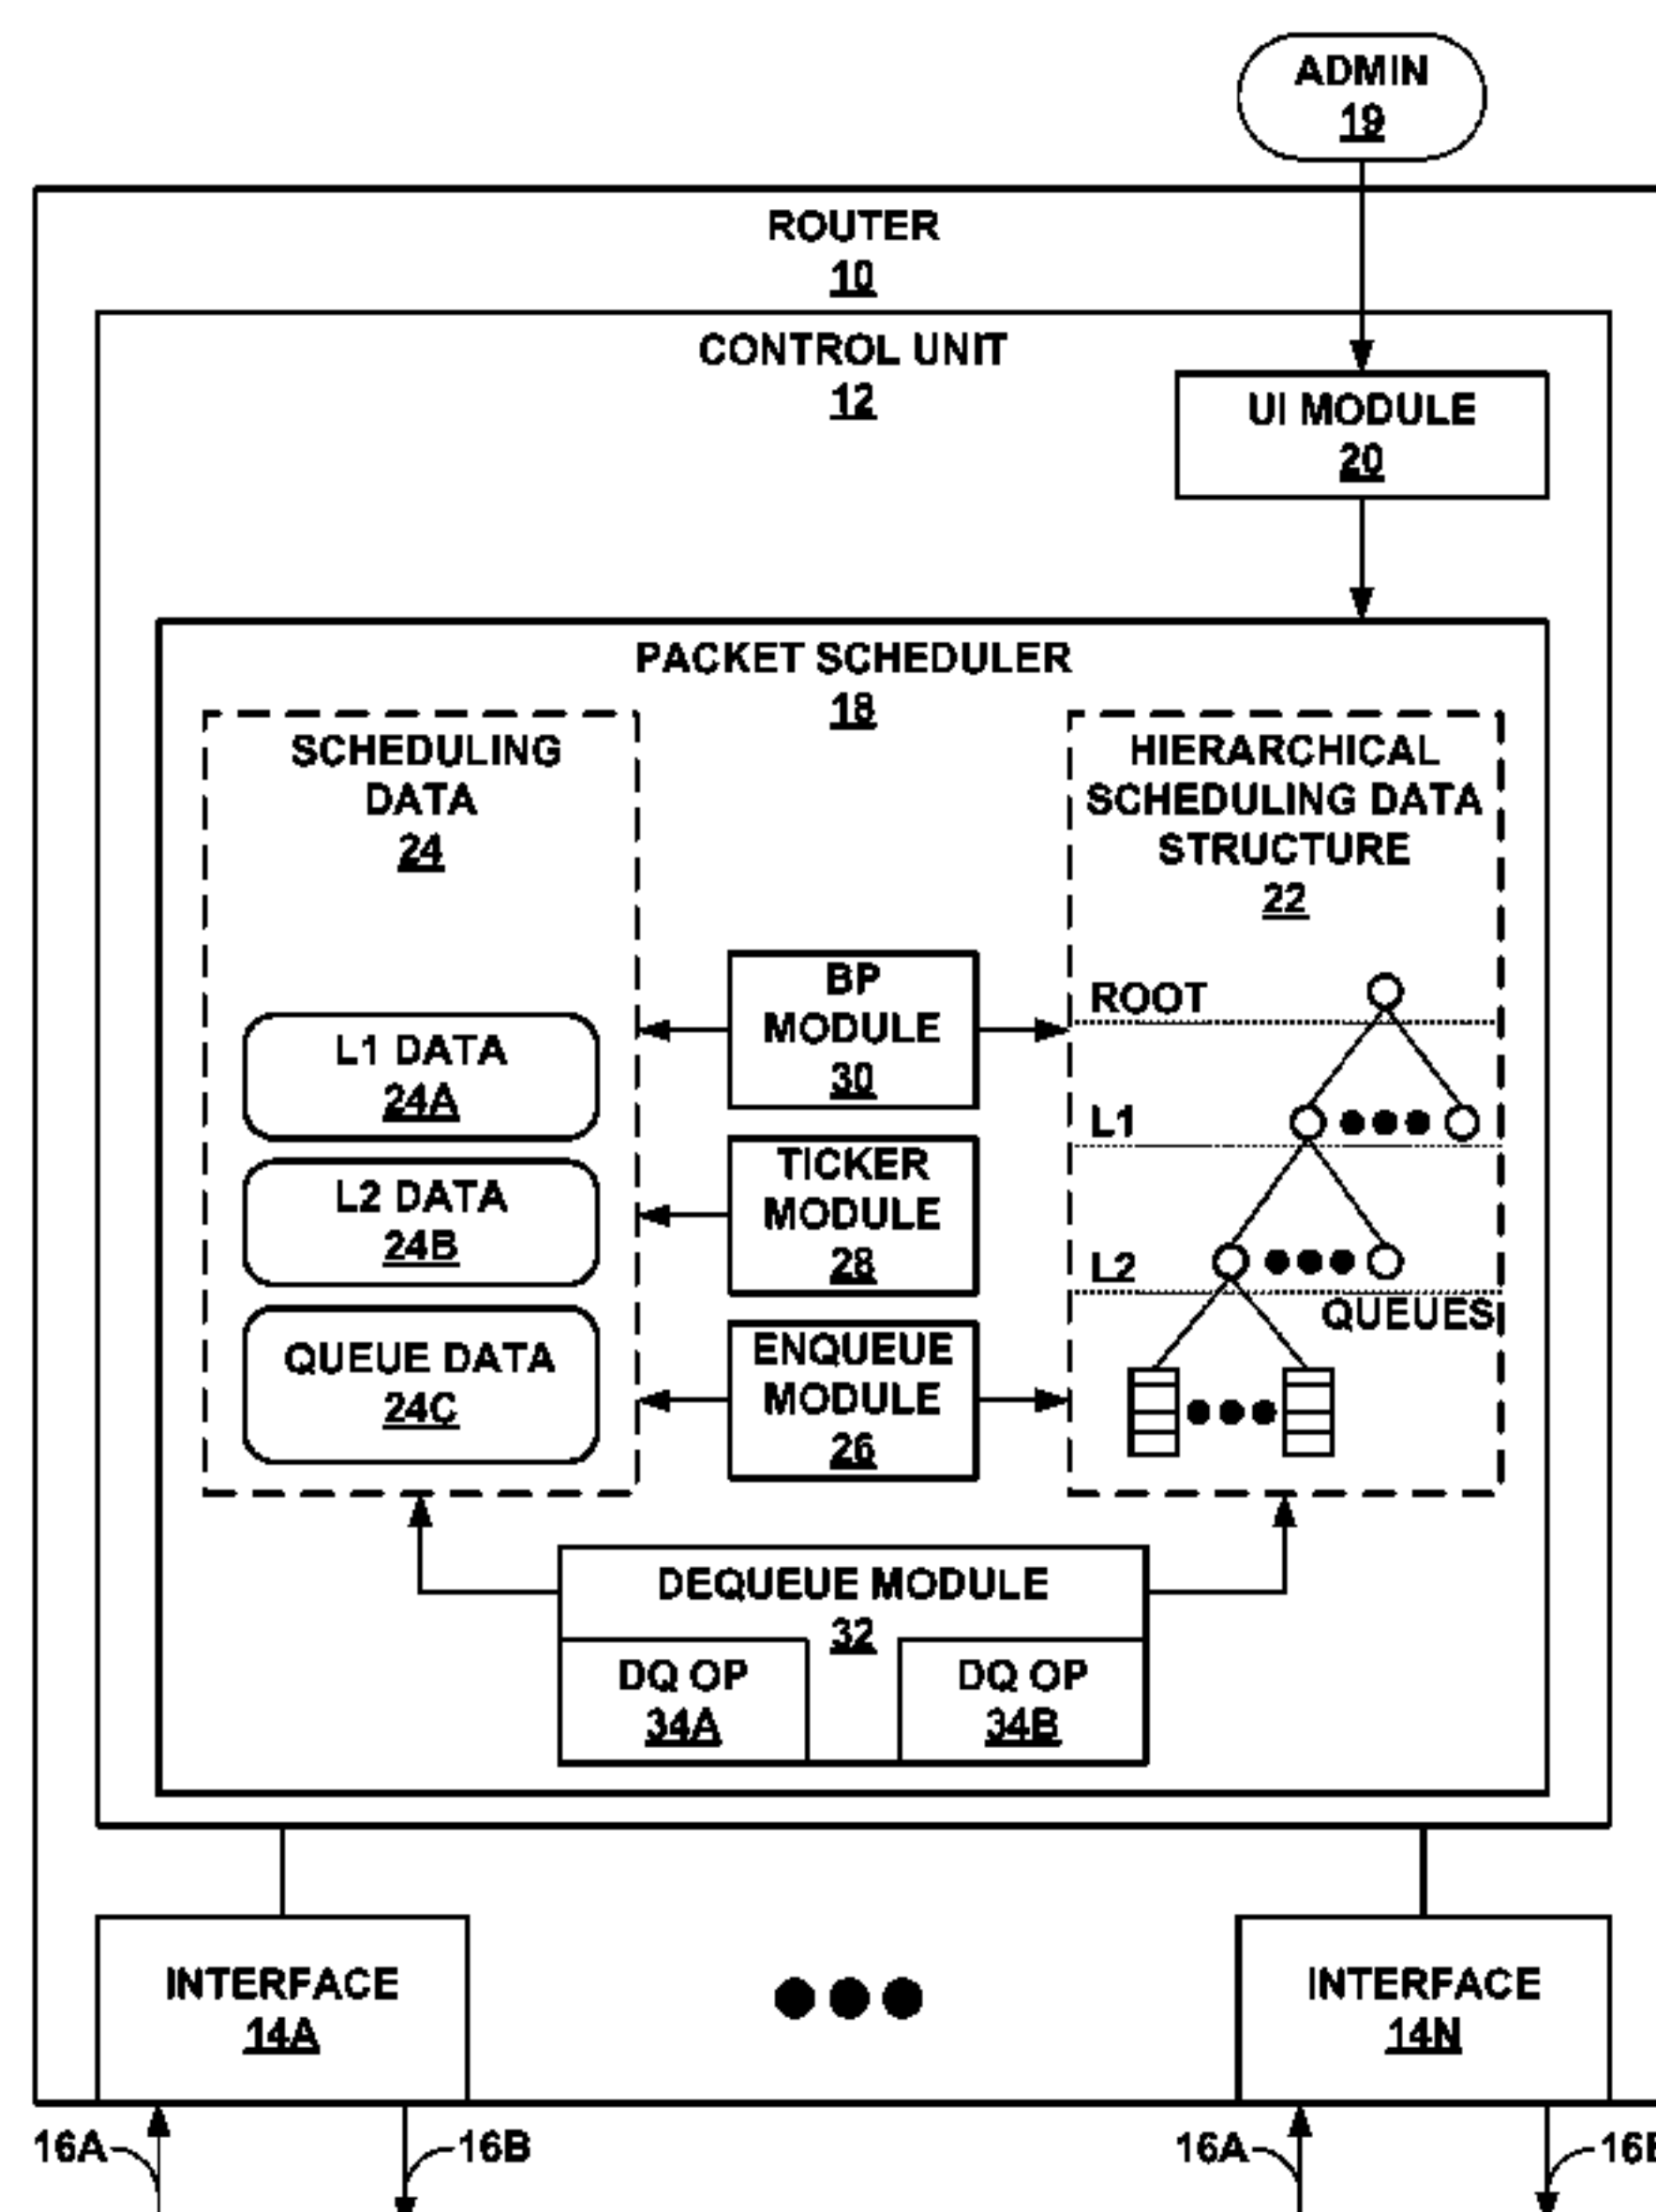 ADMIN
19
ROUTER
10
CONTROL UNIT
12
UI MODULE
20
PACKET SCHEDULER
18
SCHEDULING
DATA
24
HIERARCHICAL
SCHEDULING DATA
STRUCTURE
22
BP
MODULE
30
ROOT
L1 DATA
24A
L1
TICKER
MODULE
28
L2 DATA
24B
L2
QUEUES
ENQUEUE
MODULE
26
QUEUE DATA
24C
DEQUEUE MODULE
32
DQ OP
34A
DQ OP
34B
INTERFACE
14A
INTERFACE
14N
16A
16B
16A
16B